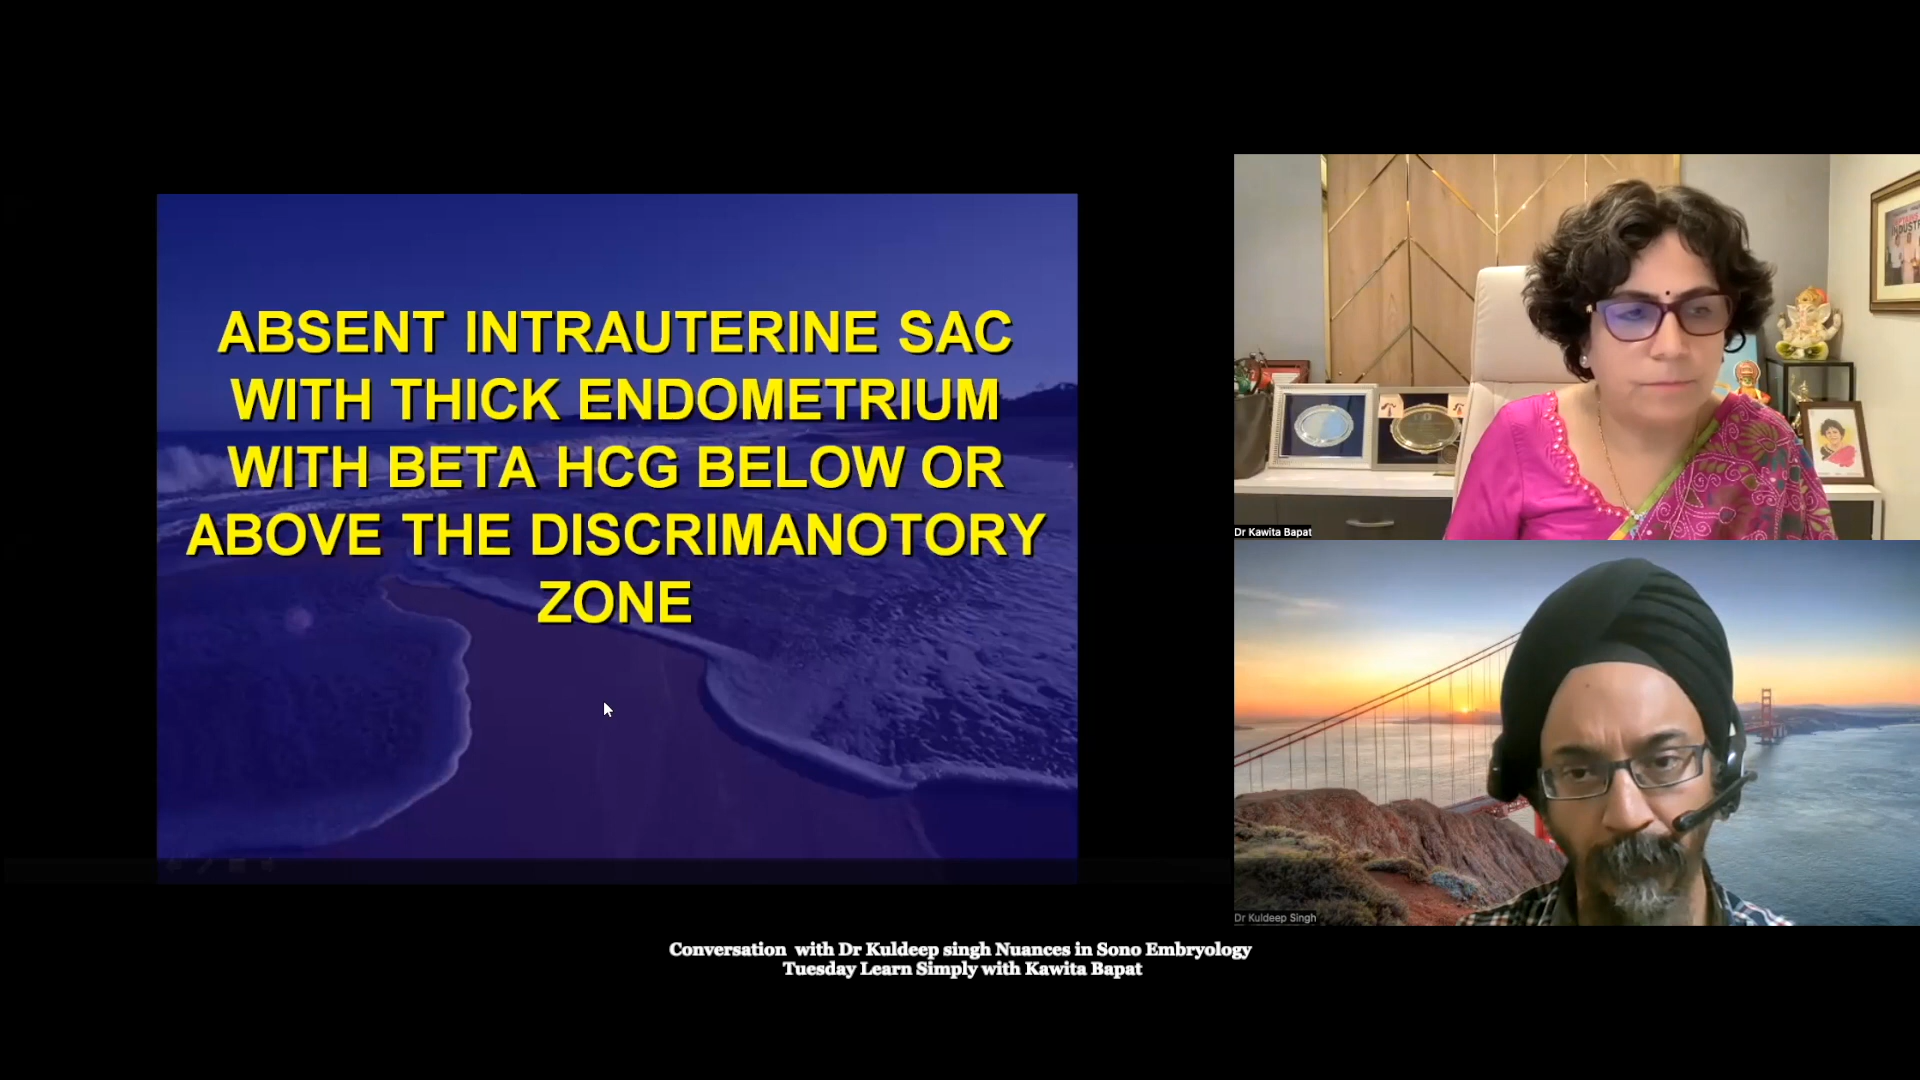 ABSENT INTRAUTERINE SAC
WITH THICK ENDOMETRIUM
WITH BETA HCG BELOW OR
ABOVE THE DISCRIMANOTORY
ZONE
Dr Kawita Bapat
Dr Kuldeep Singh
Conversation with Dr Kuldeep singh Nuances in Sono Embryology
Tuesday Learn Simply with Kawita Bapat